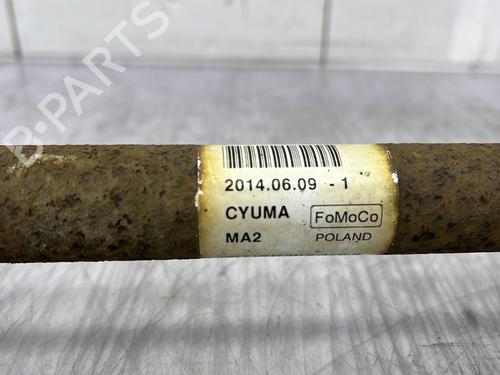 B-PARTS
2014.06.09 - 1
CYUMA FoMoCo
MA2 POLAND